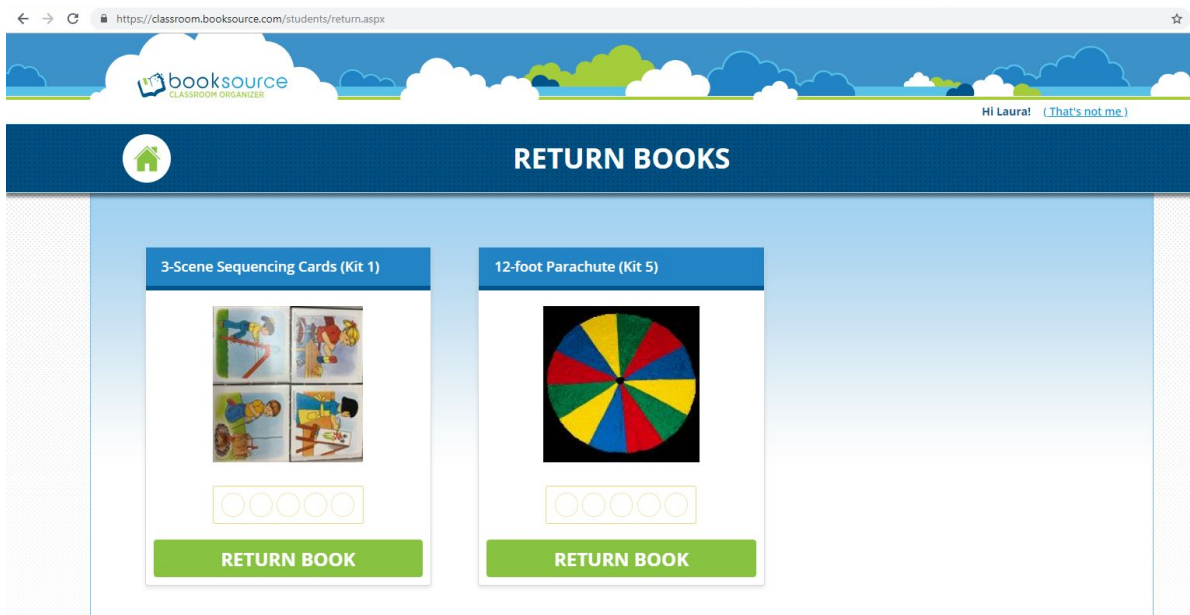 https://classroom.booksource.com/students/return.aspx
booksource
CLASSROOM ORGANIZER
Hi Laura! (That's not me)
RETURN BOOKS
3-Scene Sequencing Cards (Kit 1)
12-foot Parachute (Kit 5)
RETURN BOOK
RETURN BOOK